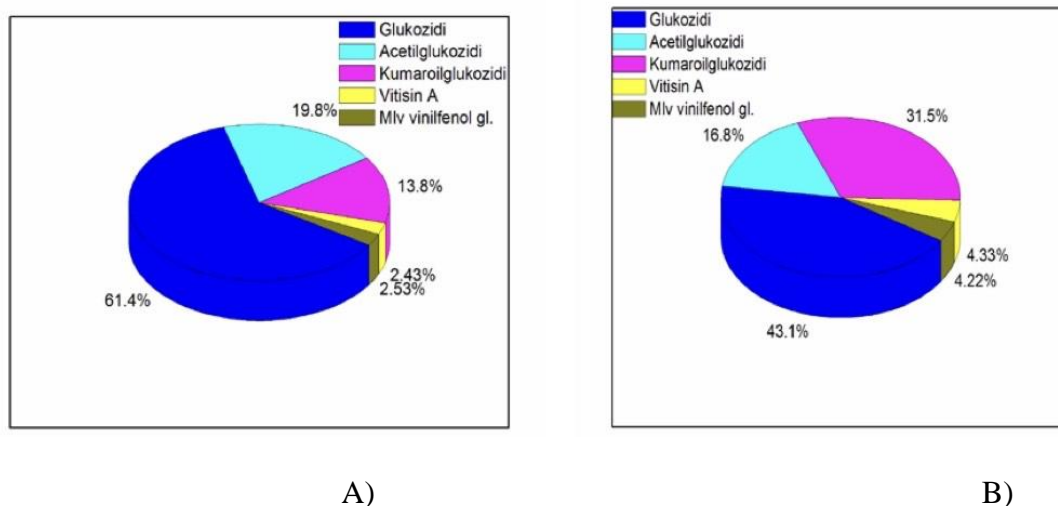 Glukozidi
Acetilglukozidi
Kumaroilglukozidi
Vitisin A
Mlv vinilfenol gl.
19.8%
13.8%
2.43%
2.53%
61.4%
Glukozidi
Acetilglukozidi
Kumaroilglukozidi
Vitisin A
Mlv vinilfenol gl.
16.8%
31.5%
4.33%
4.22%
43.1%
A)
B)